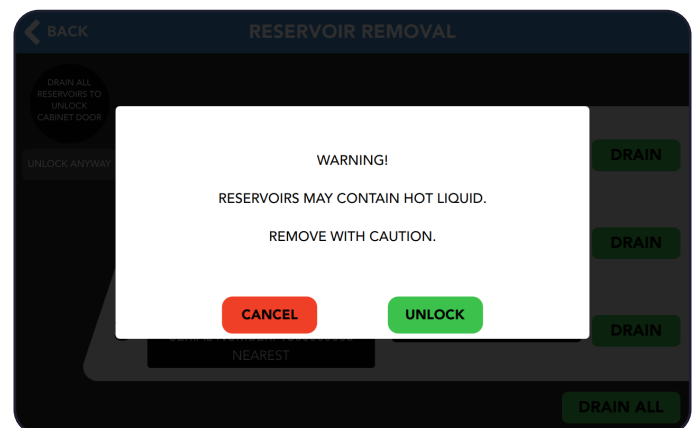 BACK
RESERVOIR REMOVAL
DRAIN ALL
RESERVOIRS TO
UNLOCK
CABINET DOOR
UNLOCK ANYWAY
WARNING!
RESERVOIRS MAY CONTAIN HOT LIQUID.
REMOVE WITH CAUTION.
CANCEL
UNLOCK
DRAIN
DRAIN
DRAIN
NEAREST
DRAIN ALL